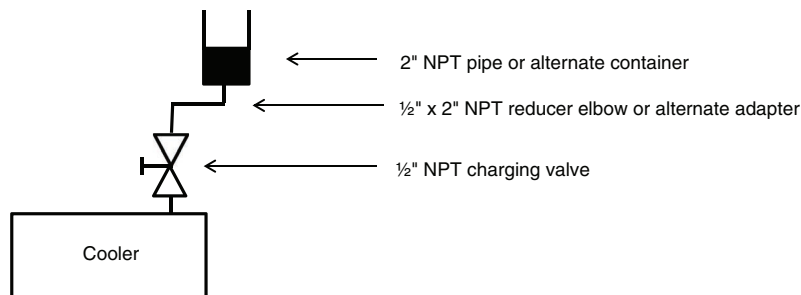 2" NPT pipe or alternate container
½" x 2" NPT reducer elbow or alternate adapter
½" NPT charging valve
Cooler